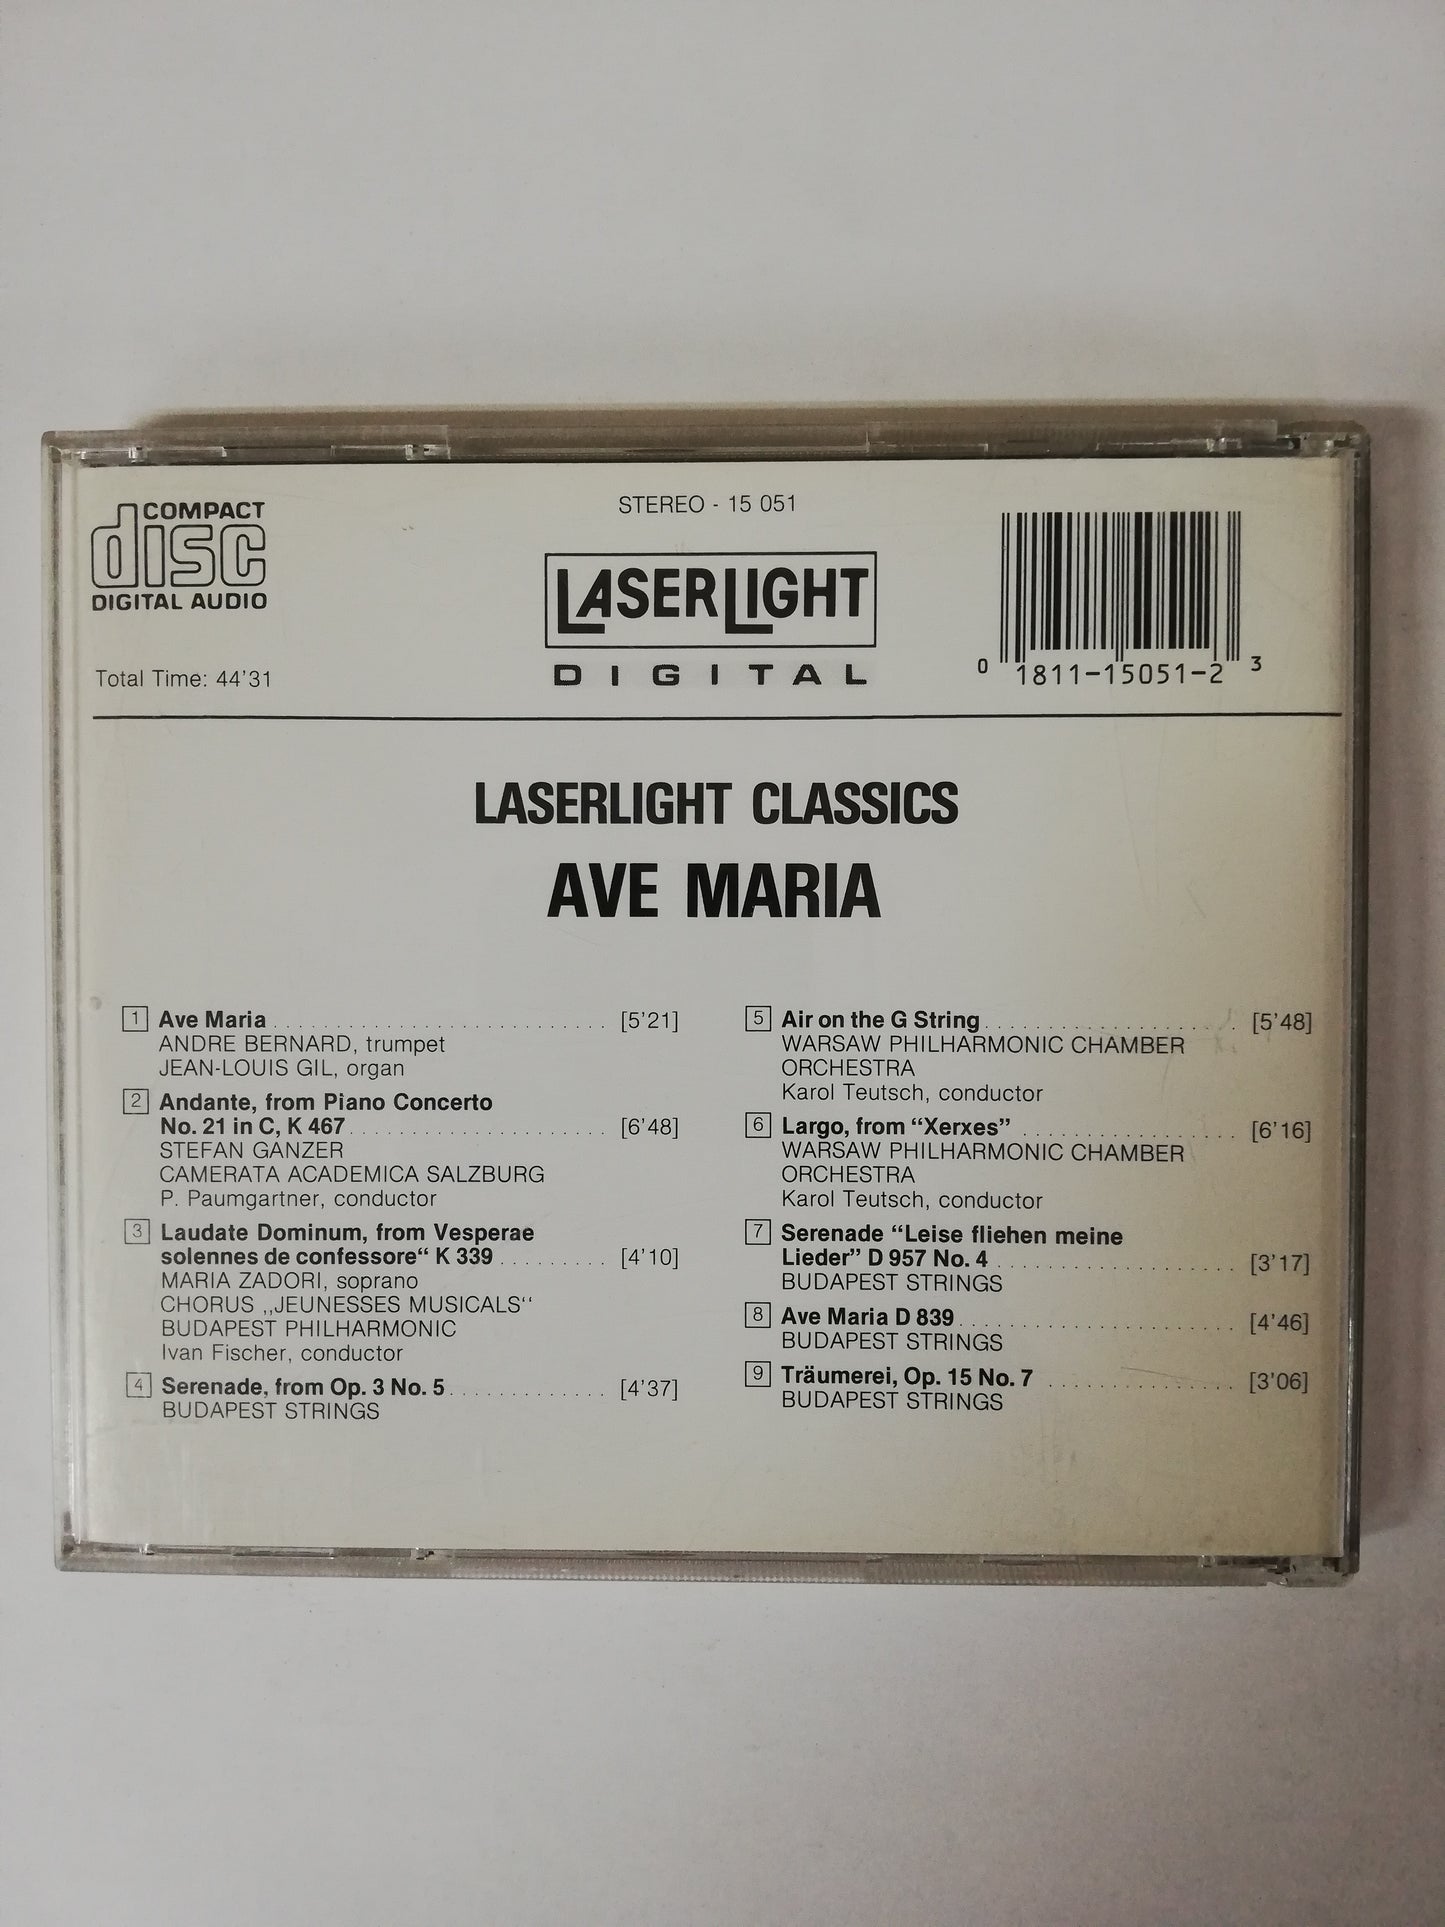 COMPACT
disc
DIGITAL AUDIO
STEREO - 15 051
LASERLIGHT
DIGITAL
Total Time: 44'31
0 1811-15051-2 3
LASERLIGHT CLASSICS
AVE MARIA
1 Ave Maria [5'21]
ANDRE BERNARD, trumpet
JEAN-LOUIS GIL, organ
2 Andante, from Piano Concerto
No. 21 in C, K 467 [6'48]
STEFAN GANZER
CAMERATA ACADEMICA SALZBURG
P. Paumgartner, conductor
3 Laudate Dominum, from Vesperae
solennes de confessore“ K 339 [4'10]
MARIA ZADORI, soprano
CHORUS „JEUNESSES MUSICALS“
BUDAPEST PHILHARMONIC
Ivan Fischer, conductor
4 Serenade, from Op. 3 No. 5 [4'37]
BUDAPEST STRINGS
5 Air on the G String [5'48]
WARSAW PHILHARMONIC CHAMBER
ORCHESTRA
Karol Teutsch, conductor
6 Largo, from “Xerxes” [6'16]
WARSAW PHILHARMONIC CHAMBER
ORCHESTRA
Karol Teutsch, conductor
7 Serenade “Leise fliehen meine
Lieder” D 957 No. 4 [3'17]
BUDAPEST STRINGS
8 Ave Maria D 839 [4'46]
BUDAPEST STRINGS
9 Träumerei, Op. 15 No. 7 [3'06]
BUDAPEST STRINGS